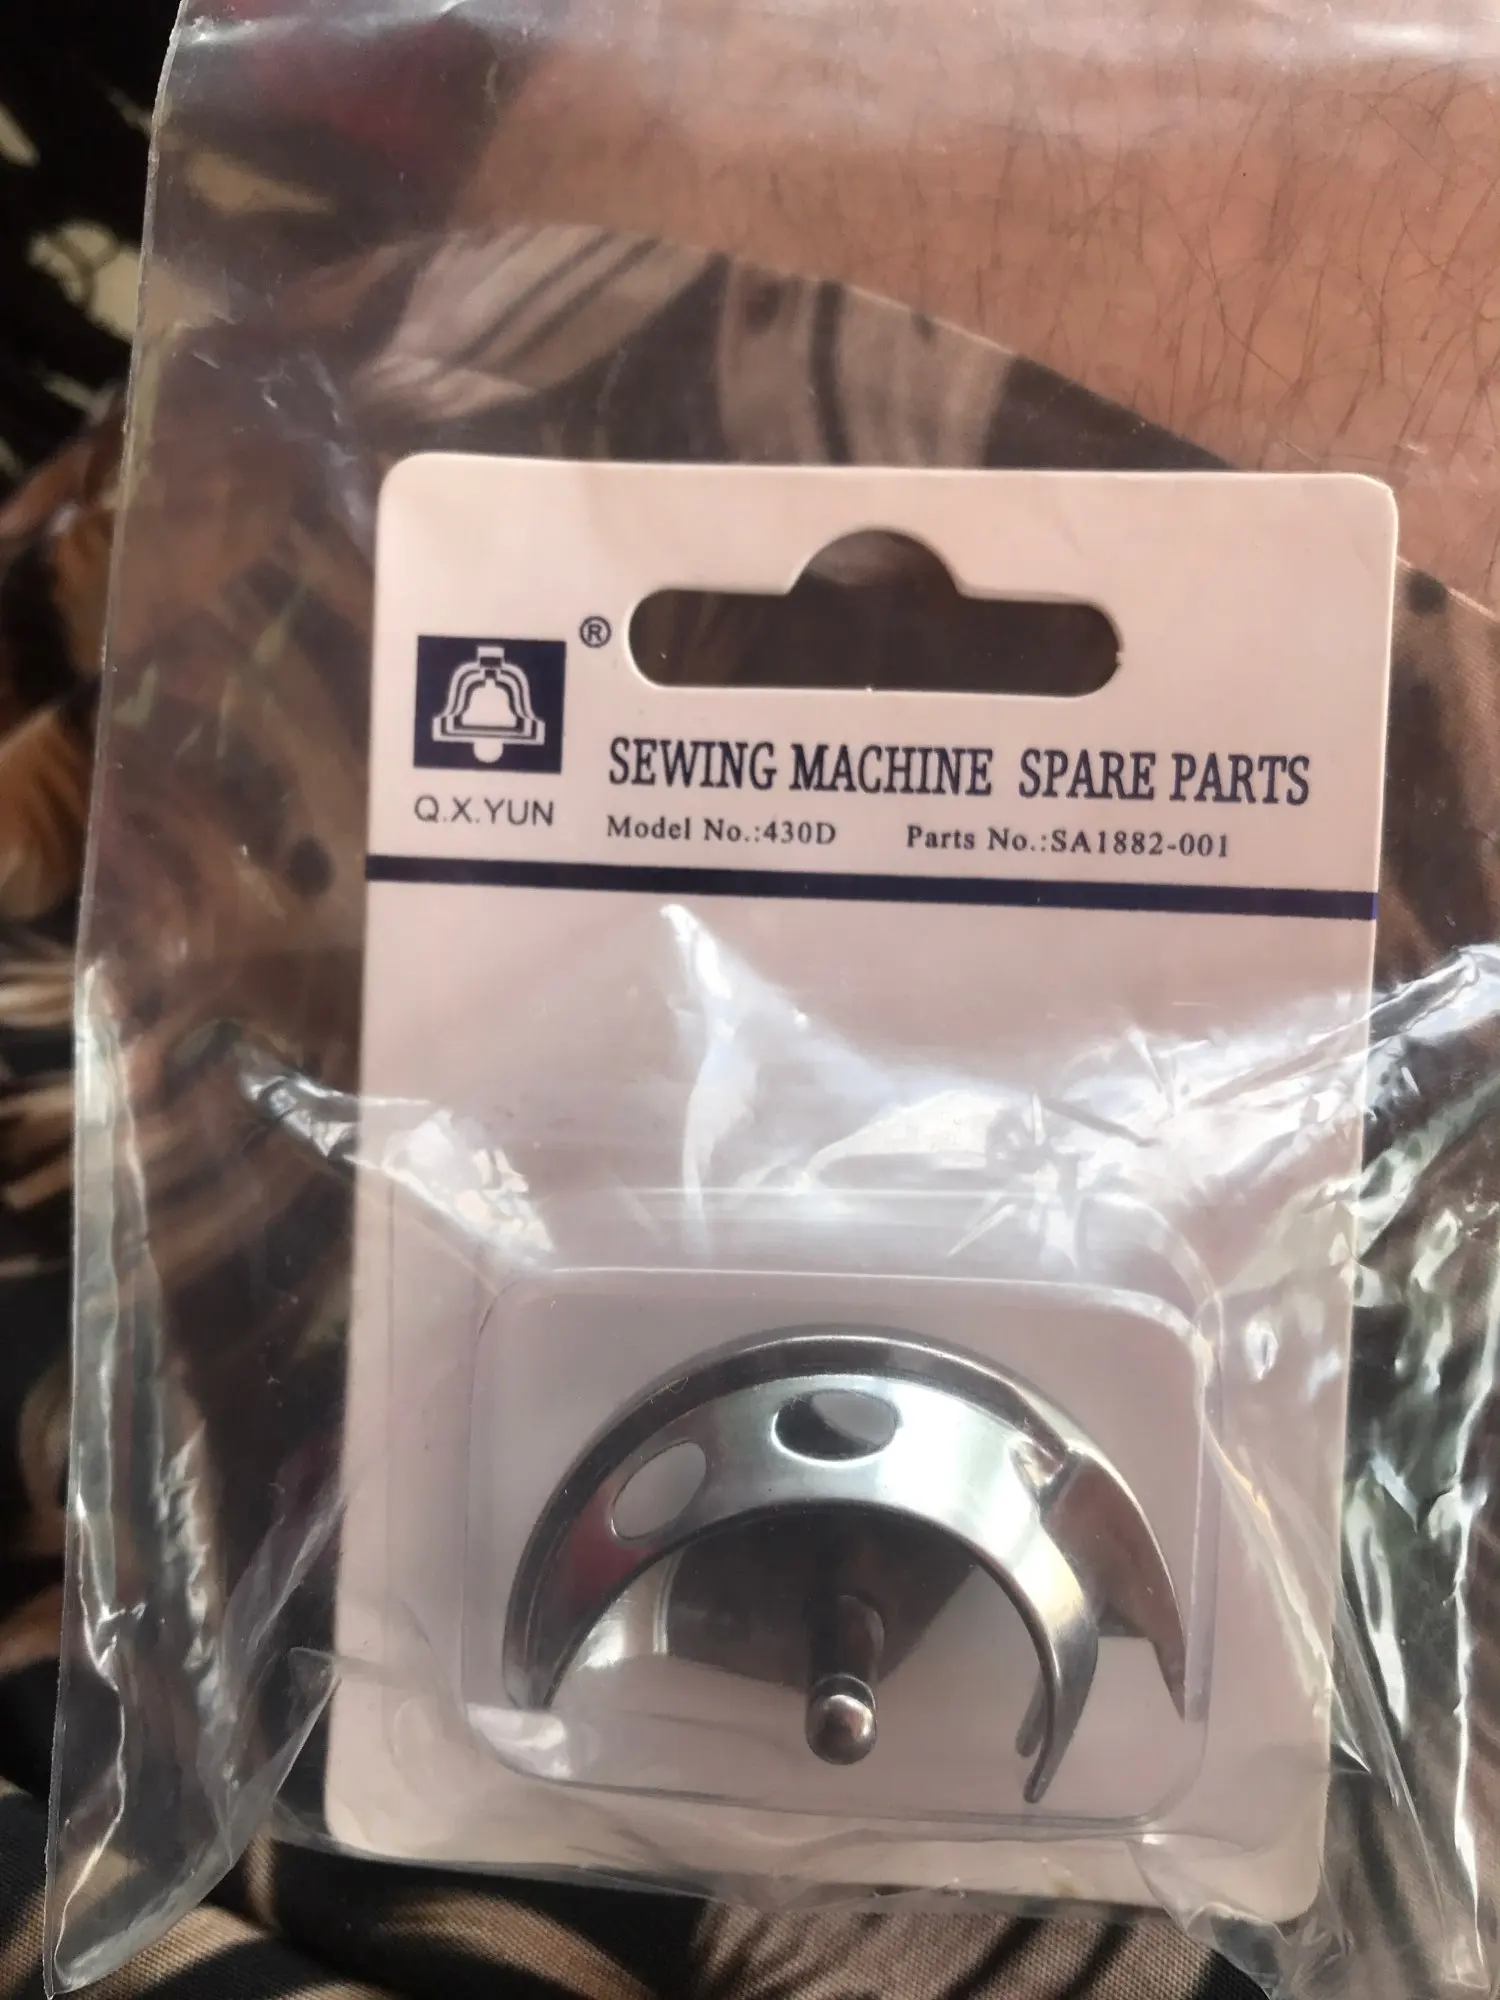 ®
SEWING MACHINE SPARE PARTS
Q.X.YUN
Model No.:430D Parts No.:SA1882-001